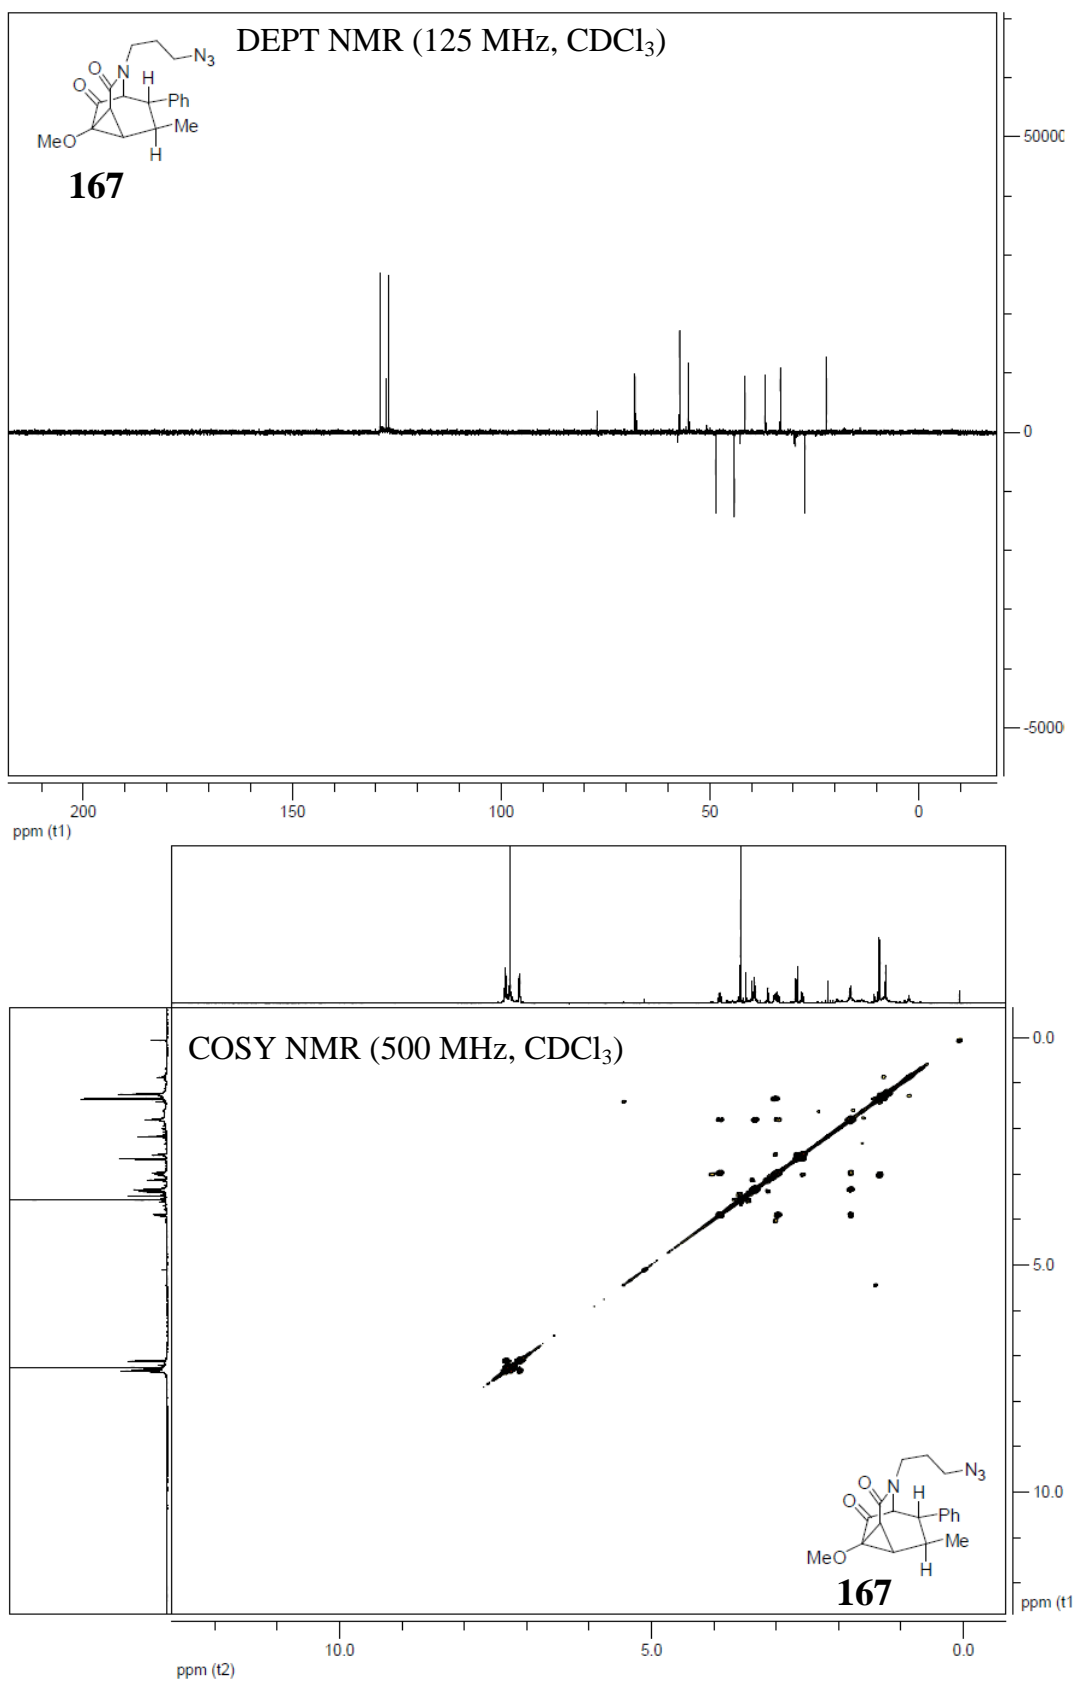 DEPT NMR (125 MHz, CDCl₃)
N₃
N
O
H
O
Ph
Me
MeO
H
167
50000
0
-5000
200 150 100 50 0
ppm (t1)
COSY NMR (500 MHz, CDCl₃)
0.0
5.0
10.0
N₃
O
N
H
O
Ph
Me
MeO
H
167
ppm (t1
10.0 5.0 0.0
ppm (t2)